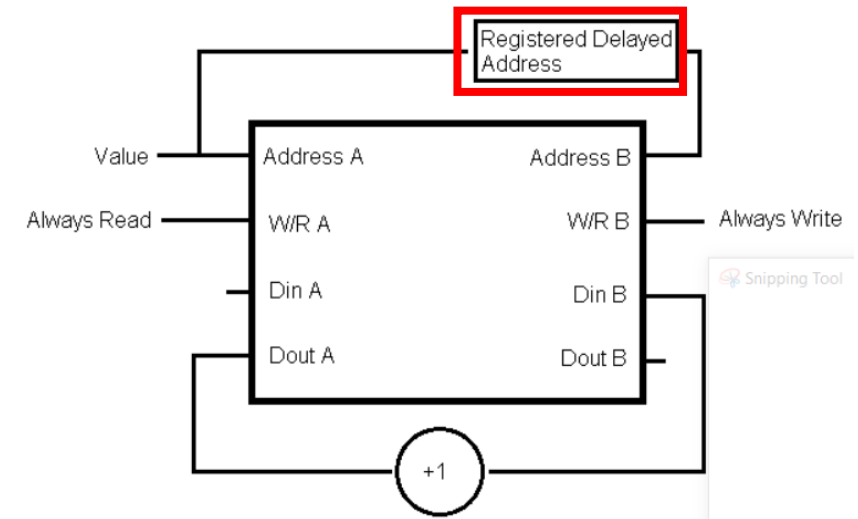 Registered Delayed
Address
Value
Address A
Address B
Always Read
W/R A
W/R B
Always Write
Snipping Tool
Din A
Din B
Dout A
Dout B
+1